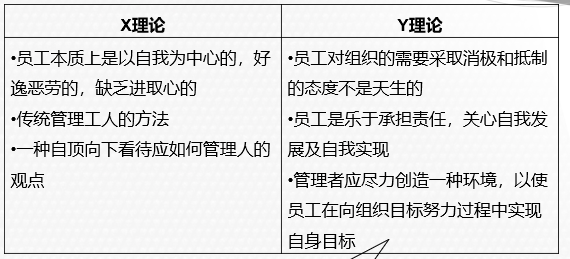 X理论
•员工本质上是以自我为中心的，好
逸恶劳的，缺乏进取心的
•传统管理工人的方法
•一种自顶向下看待应如何管理人的
观点
Y理论
•员工对组织的需要采取消极和抵制
的态度不是天生的
•员工是乐于承担责任，关心自我发
展及自我实现
•管理者应尽力创造一种环境，以使
员工在向组织目标努力过程中实现
自身目标